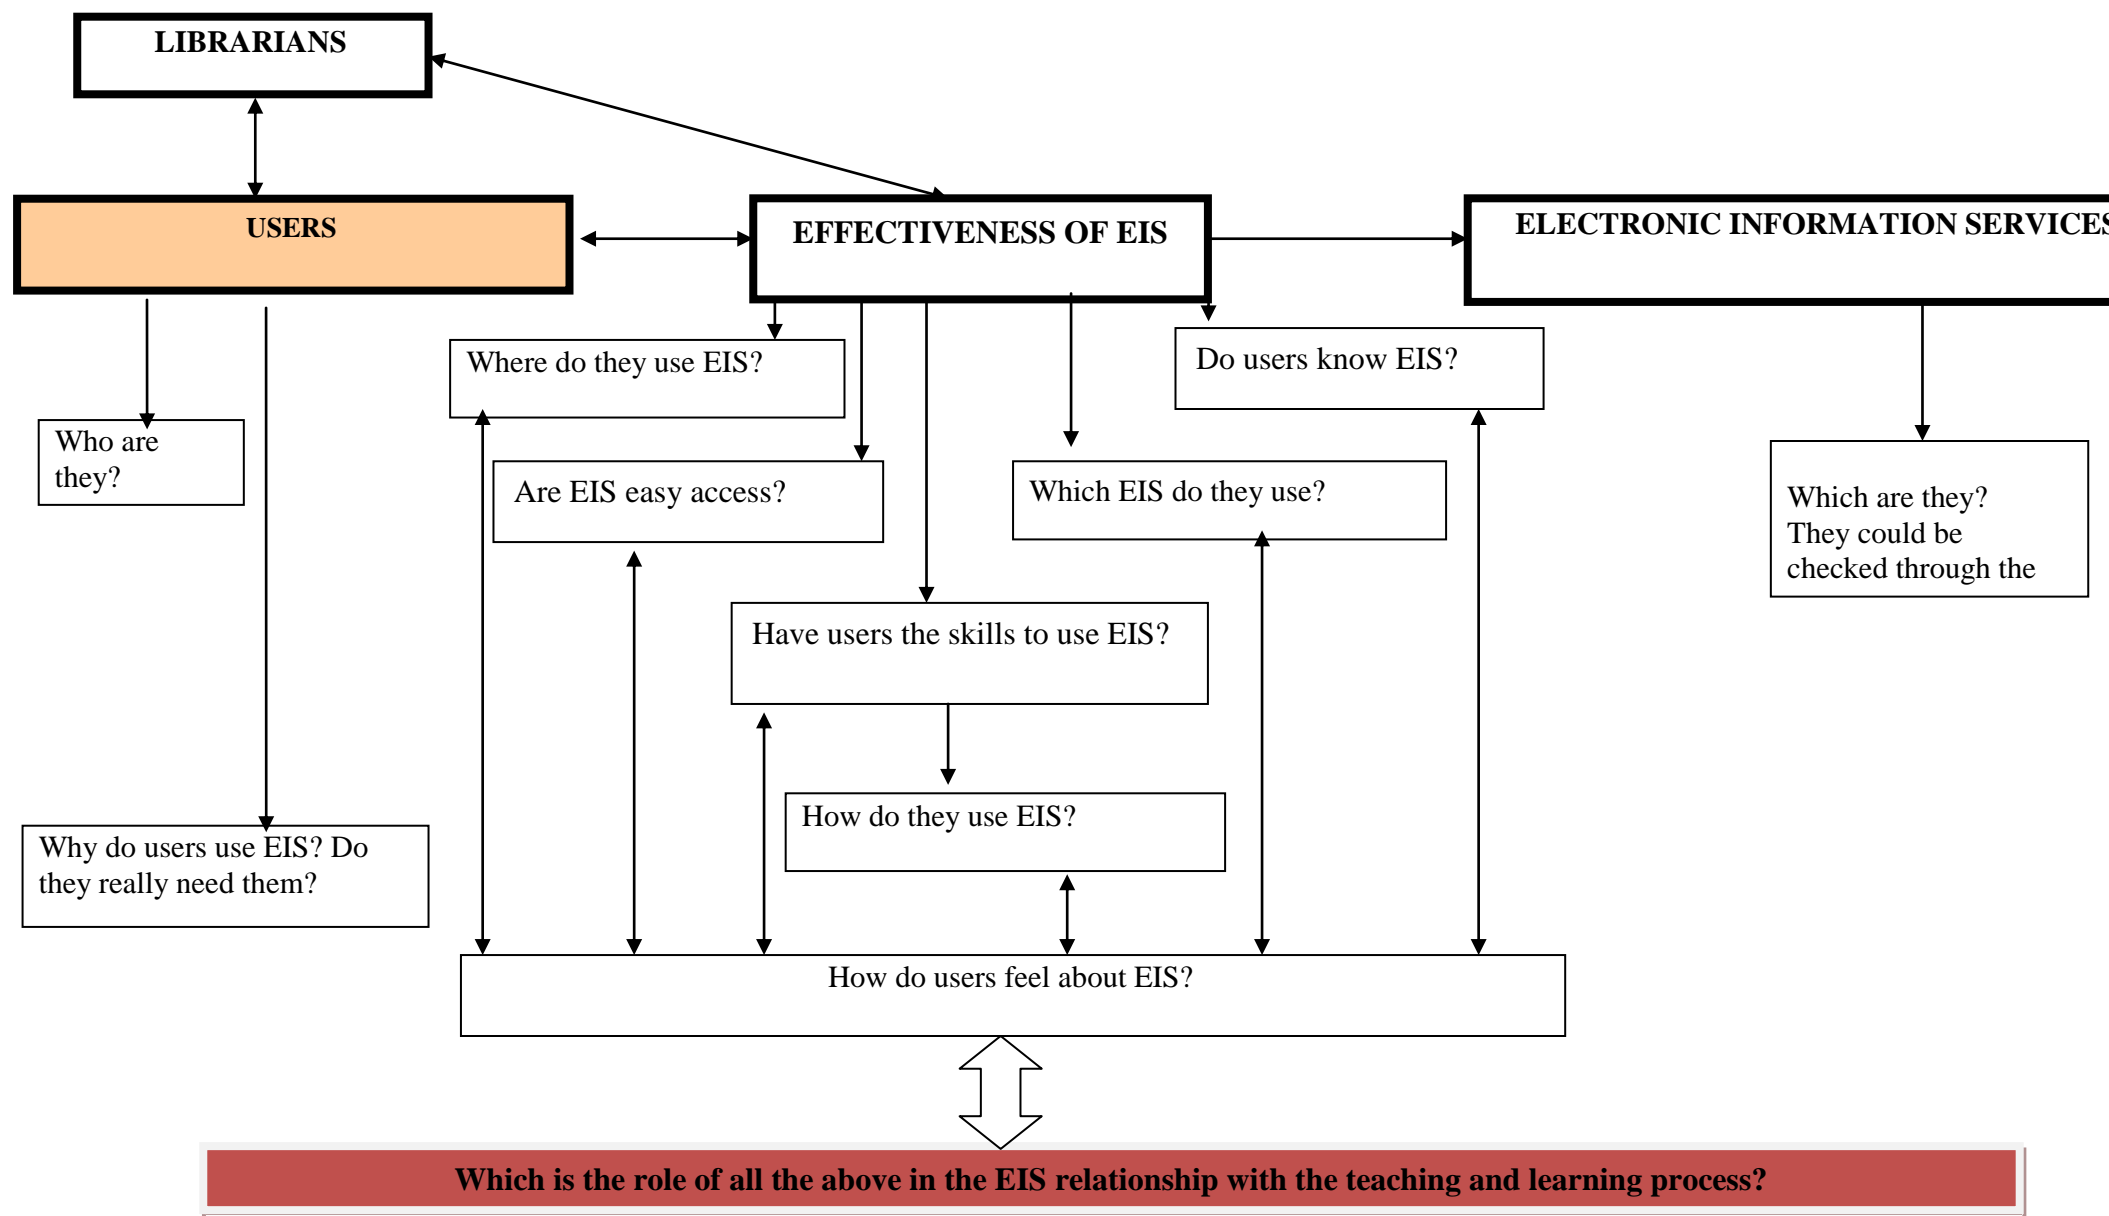 LIBRARIANS
USERS
EFFECTIVENESS OF EIS
ELECTRONIC INFORMATION SERVICES
Where do they use EIS?
Do users know EIS?
Who are
they?
Are EIS easy access?
Which EIS do they use?
Which are they?
They could be
checked through the
Have users the skills to use EIS?
How do they use EIS?
Why do users use EIS? Do
they really need them?
How do users feel about EIS?
Which is the role of all the above in the EIS relationship with the teaching and learning process?